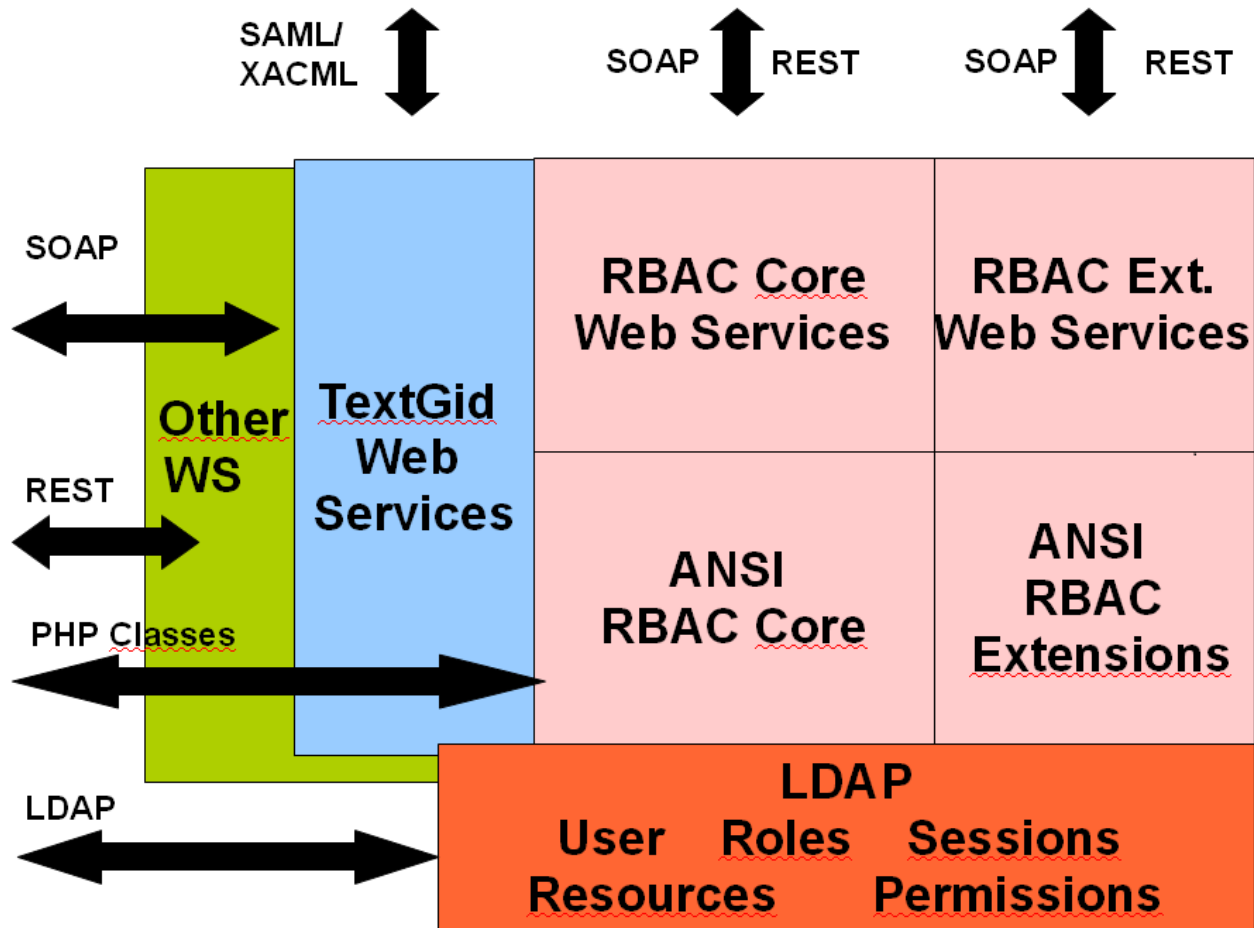 SAML/
XACML
SOAP REST
SOAP REST
SOAP
REST
PHP Classes
LDAP
Other
WS
TextGid
Web
Services
RBAC Core
Web Services
RBAC Ext.
Web Services
ANSI
RBAC Core
ANSI
RBAC
Extensions
LDAP
User Roles Sessions
Resources Permissions